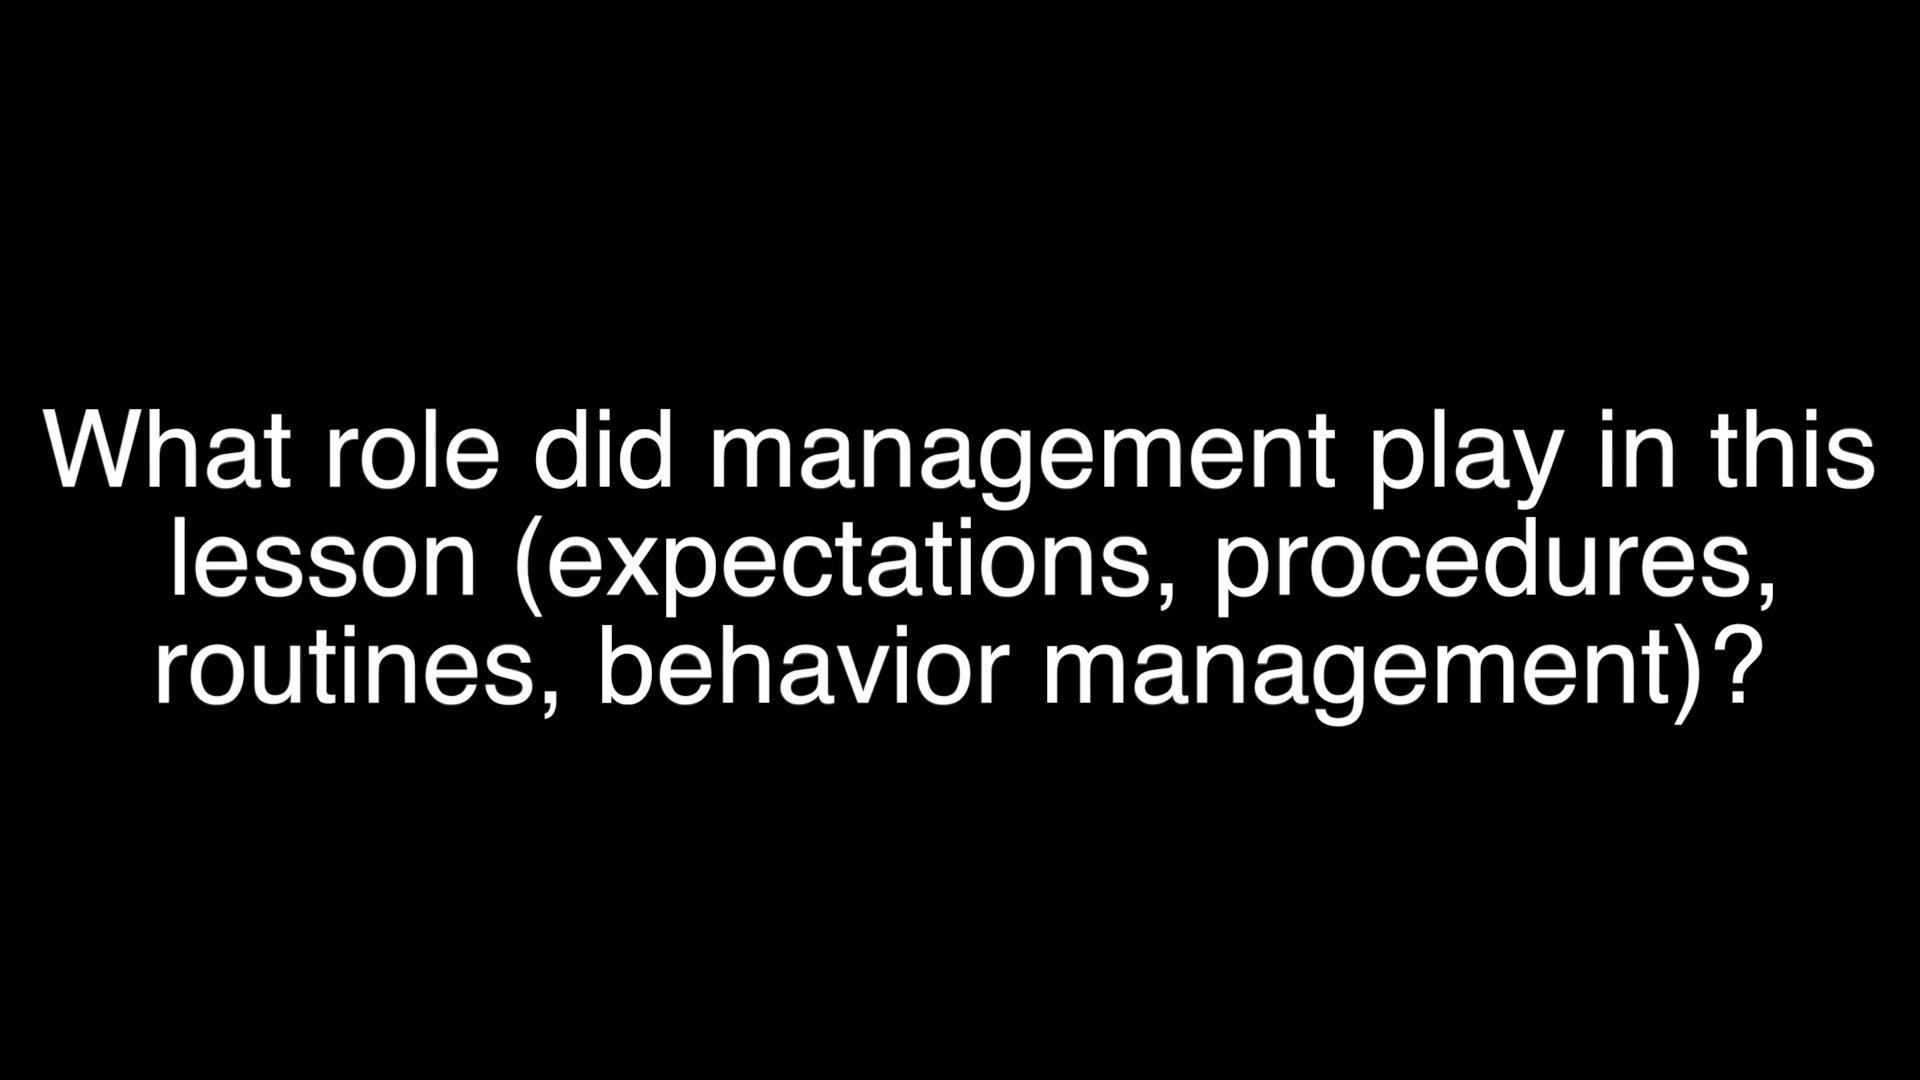 What role did management play in this
lesson (expectations, procedures,
routines, behavior management)?